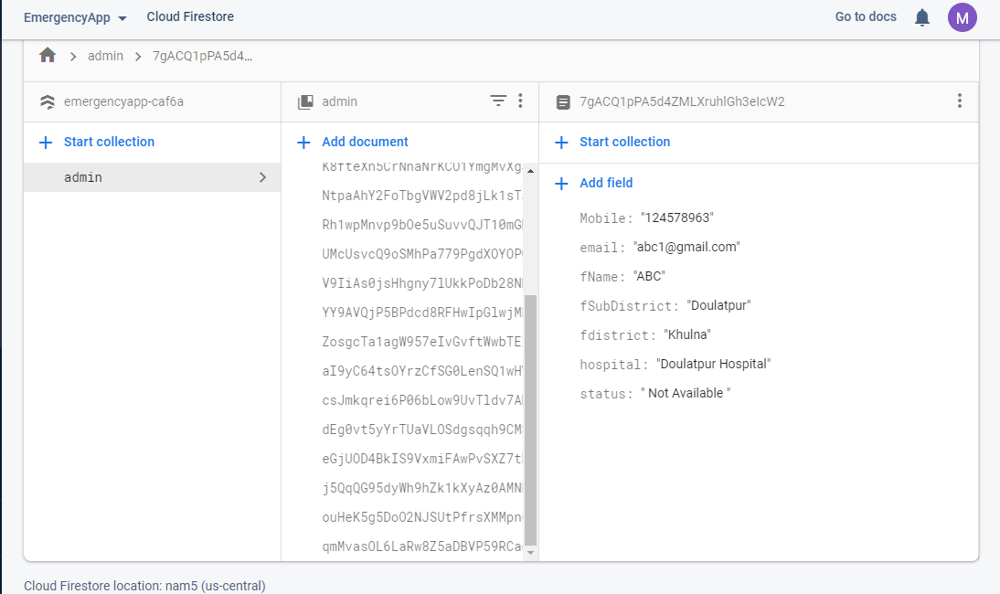 EmergencyApp Cloud Firestore Go to docs M
admin 7gACQ1pPA5d4...
emergencyapp-caf6a
Start collection
admin
admin
Add document
NtpaAhY2FoTbgVWV2pd8jLk1sT
Rh1wpMnvp9bOe5uSuvvQJT10mG
UMcUsvcQ9oSMhPa779PgdXOYOP
V9IiAs0jsHhgny7lUkkPoDb28N
YY9AVQjP5BPdcd8RFHwIpGlwjM
ZosgcTa1agW957eIvGvftWwbTE
aI9yC64tsOYrzCfSG0LenSQ1wH
csJmkqrei6P06bLow9UvTldv7A
dEg0vt5yYrTUaVLOSdgsqqh9CM
eGjUOD4BkIS9VxmiFAwPvSXZ7t
j5QqQG95dyWh9hZk1kXyAz0AMN
ouHeK5g5DoO2NJSUtPfrsXMMpn
qmMvasOL6LaRw8Z5aDBVP59RCa
7gACQ1pPA5d4ZMLXruhlGh3eIcW2
Start collection
Add field
Mobile: "124578963"
email: "abc1@gmail.com"
fName: "ABC"
fSubDistrict: "Doulatpur"
fdistrict: "Khulna"
hospital: "Doulatpur Hospital"
status: " Not Available "
Cloud Firestore location: nam5 (us-central)